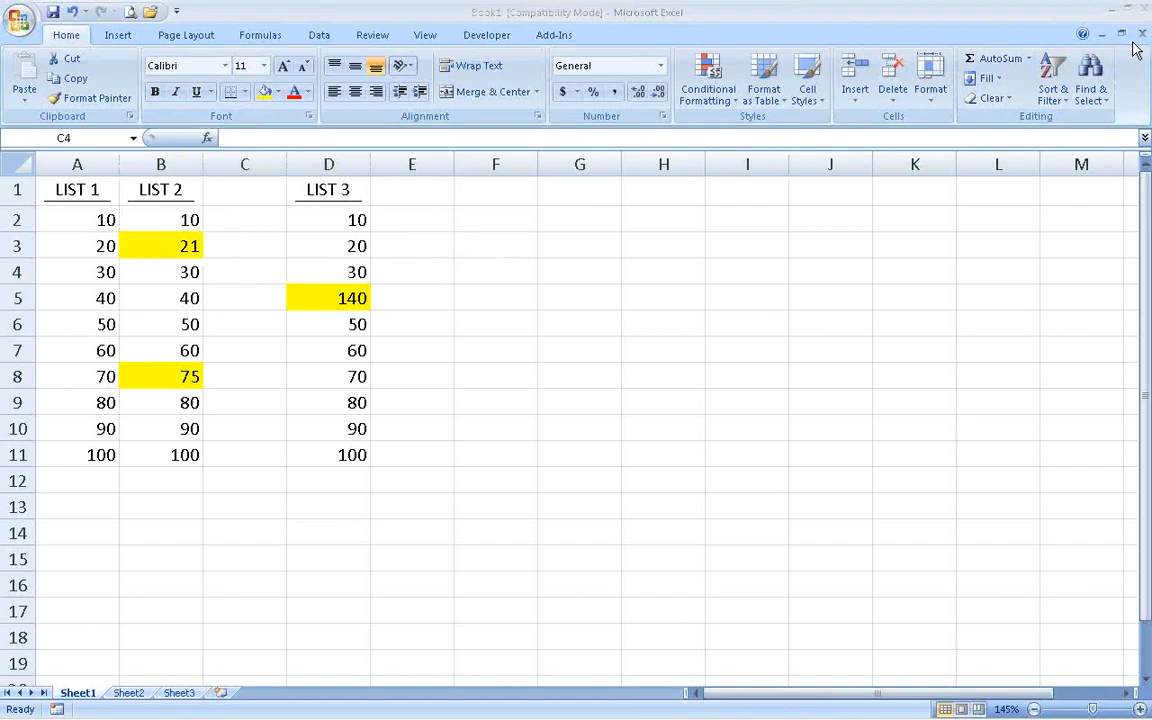 Book1 [Compatibility Mode] - Microsoft Excel
Home Insert Page Layout Formulas Data Review View Developer Add-Ins
Paste Cut Copy Format Painter Clipboard
Calibri 11 B I U A Font
Wrap Text Merge & Center Alignment
General $ % , Number
Conditional Formatting Format as Table Cell Styles Styles
Insert Delete Format Cells
Σ AutoSum Fill Clear Sort & Filter Find & Select Editing
C4 fx
A B C D E F G H I J K L M
1 LIST 1 LIST 2 LIST 3
2 10 10 10
3 20 21 20
4 30 30 30
5 40 40 140
6 50 50 50
7 60 60 60
8 70 75 70
9 80 80 80
10 90 90 90
11 100 100 100
12
13
14
15
16
17
18
19
Sheet1 Sheet2 Sheet3
Ready 145%